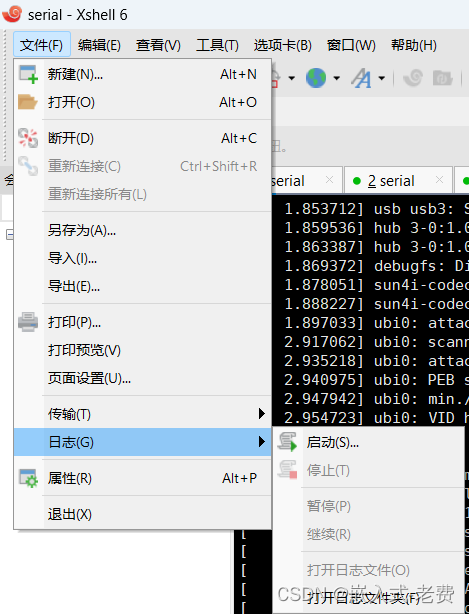 serial - Xshell 6
文件(F) 编辑(E) 查看(V) 工具(T) 选项卡(B) 窗口(W) 帮助(H)
新建(N)... Alt+N
打开(O) Alt+O
断开(D) Alt+C
重新连接(C) Ctrl+Shift+R
重新连接所有(L)
另存为(A)...
导入(I)...
导出(E)...
打印(P)...
打印预览(V)
页面设置(U)...
传输(T)
日志(G)
属性(R) Alt+P
退出(X)
启动(S)...
停止(T)
暂停(P)
继续(R)
打开日志文件(O)
打开日志文件夹(F)
serial
2 serial
1.853712] usb usb3: S
1.859536] hub 3-0:1.0
1.863387] hub 3-0:1.0
1.869372] debugfs: Di
1.878051] sun4i-codec
1.888227] sun4i-codec
1.897033] ubi0: attac
2.917062] ubi0: scann
2.935218] ubi0: attac
2.940975] ubi0: PEB s
2.947942] ubi0: min./
2.954723] ubi0: VID h
[
[
[
[
CSDN @嵌入式-老费